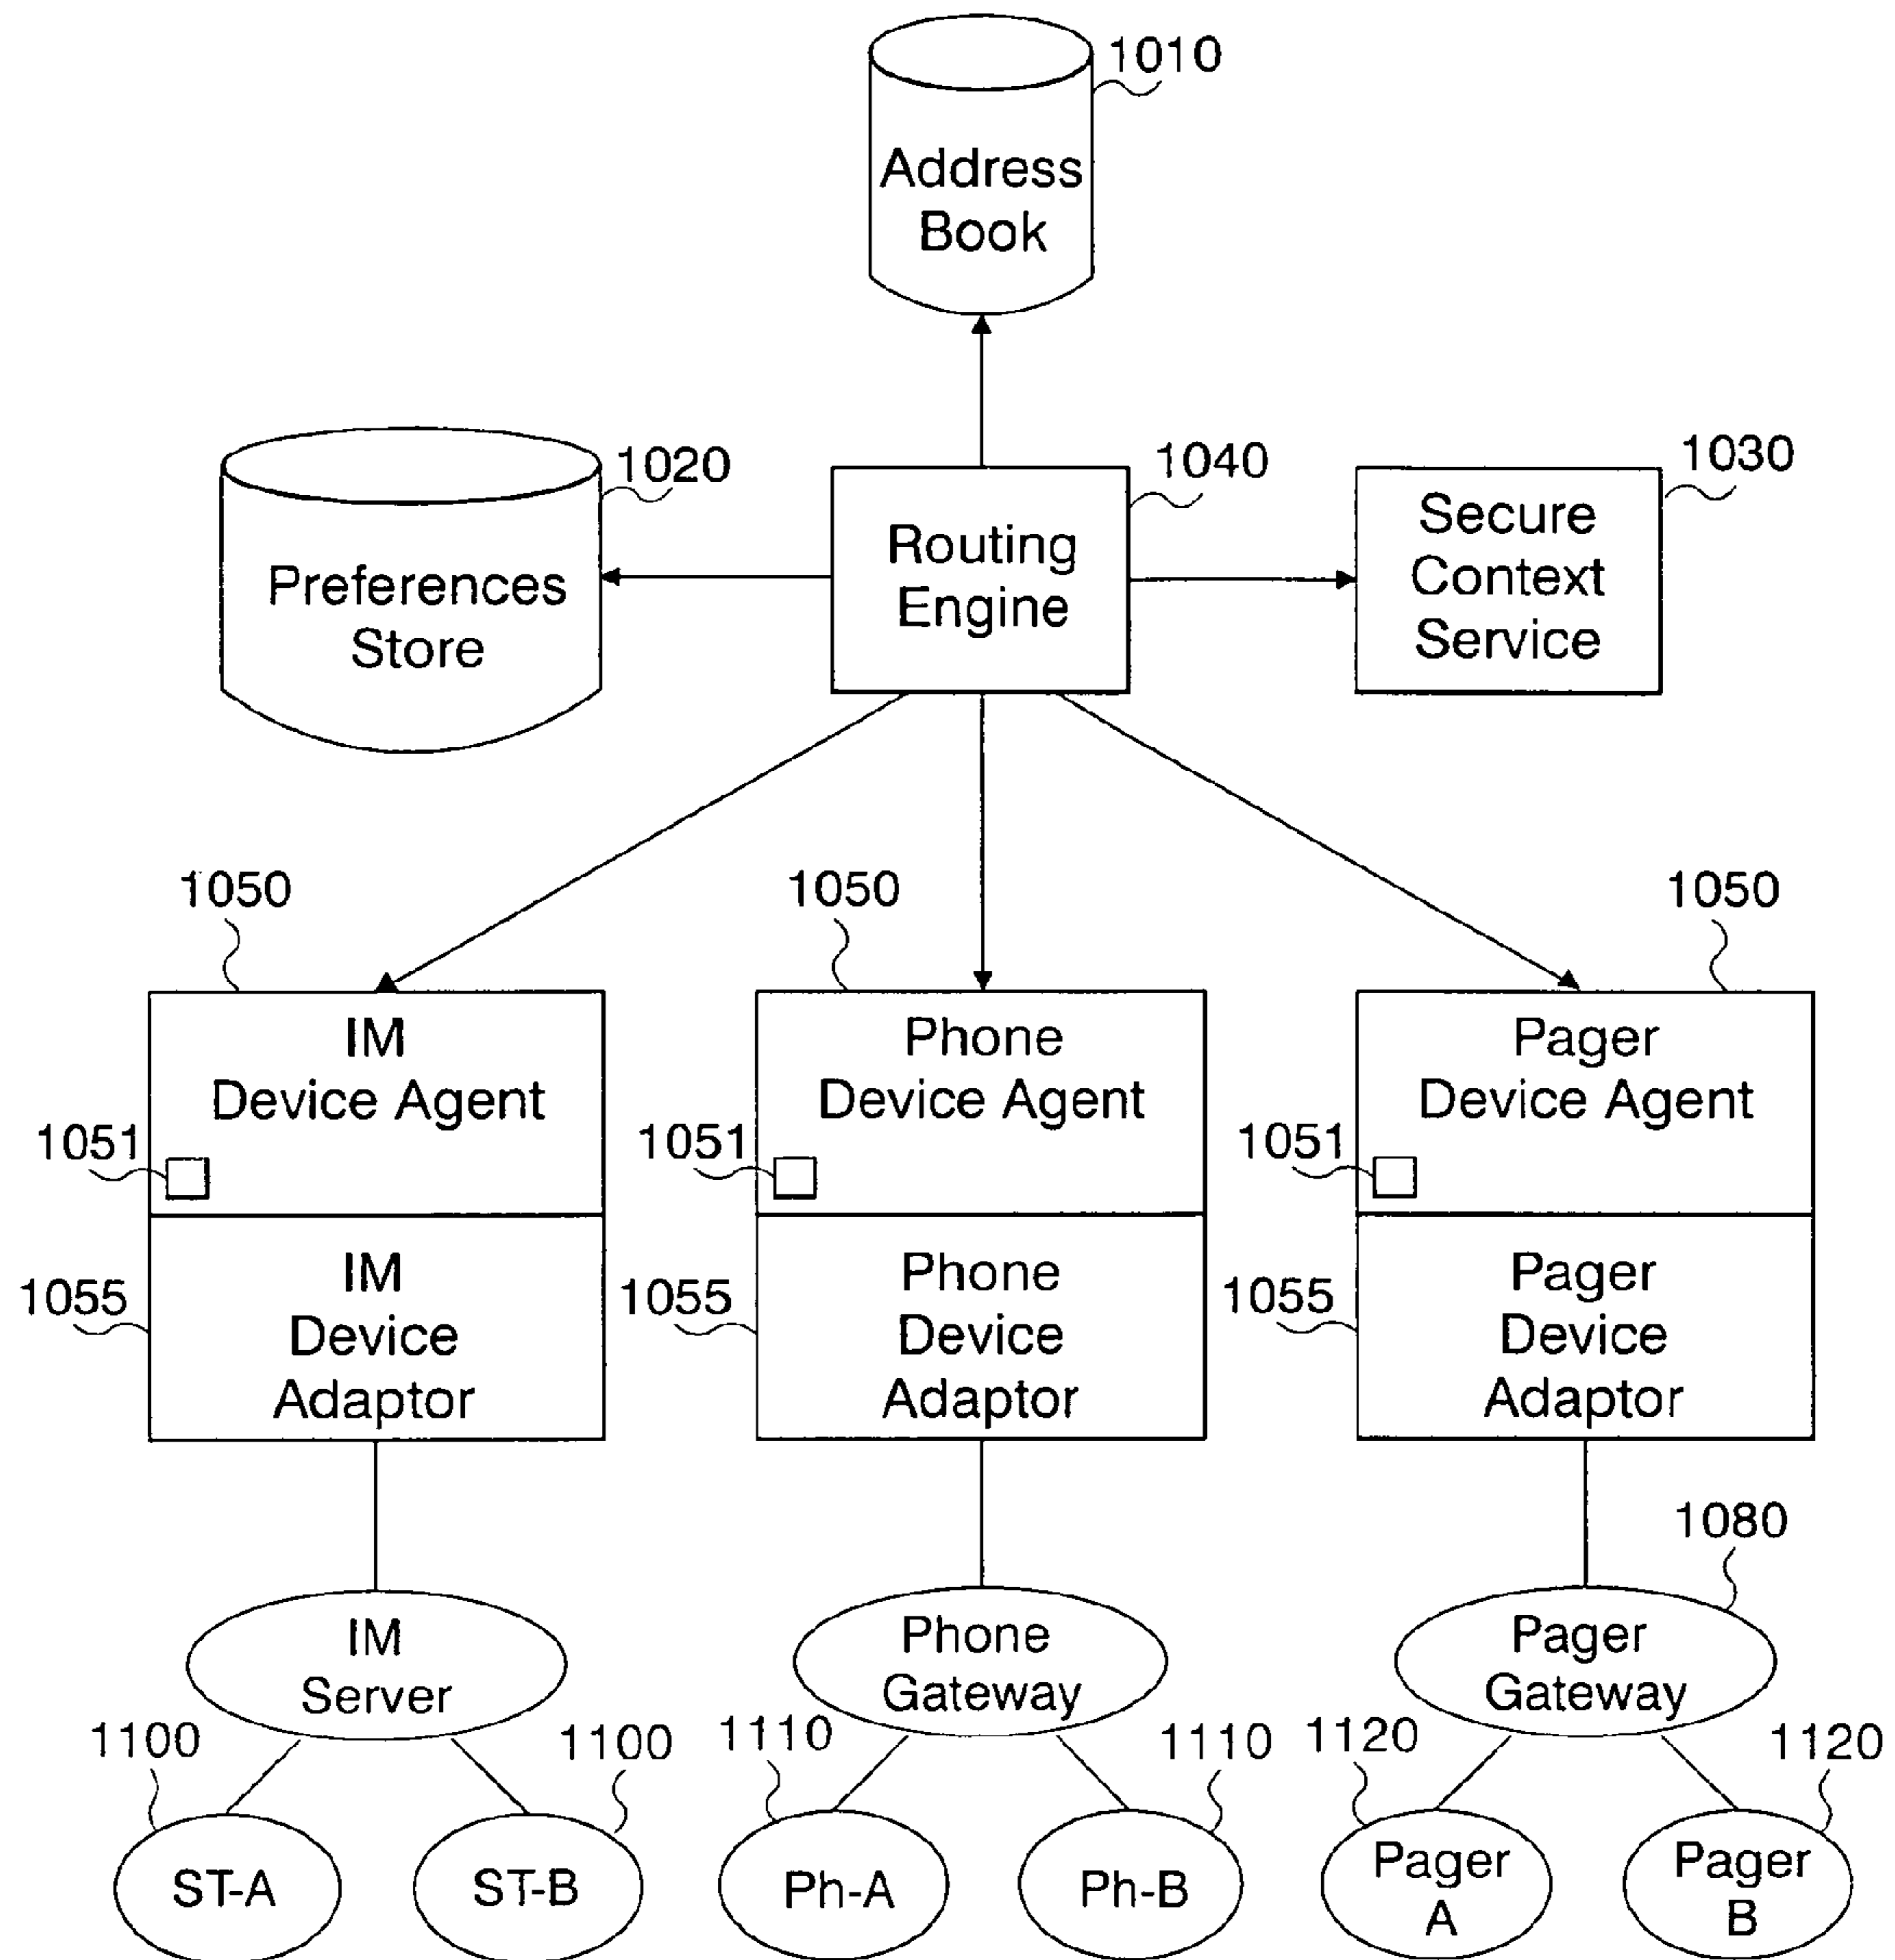 1010
Address
Book
1020
1040
1030
Preferences
Store
Routing
Engine
Secure
Context
Service
1050
1050
1050
IM
Device Agent
Phone
Device Agent
Pager
Device Agent
1051
1051
1051
1055
IM
Device
Adaptor
1055
Phone
Device
Adaptor
1055
Pager
Device
Adaptor
1080
IM
Server
Phone
Gateway
Pager
Gateway
1100
1100
1110
1110
1120
1120
ST-A
ST-B
Ph-A
Ph-B
Pager
A
Pager
B